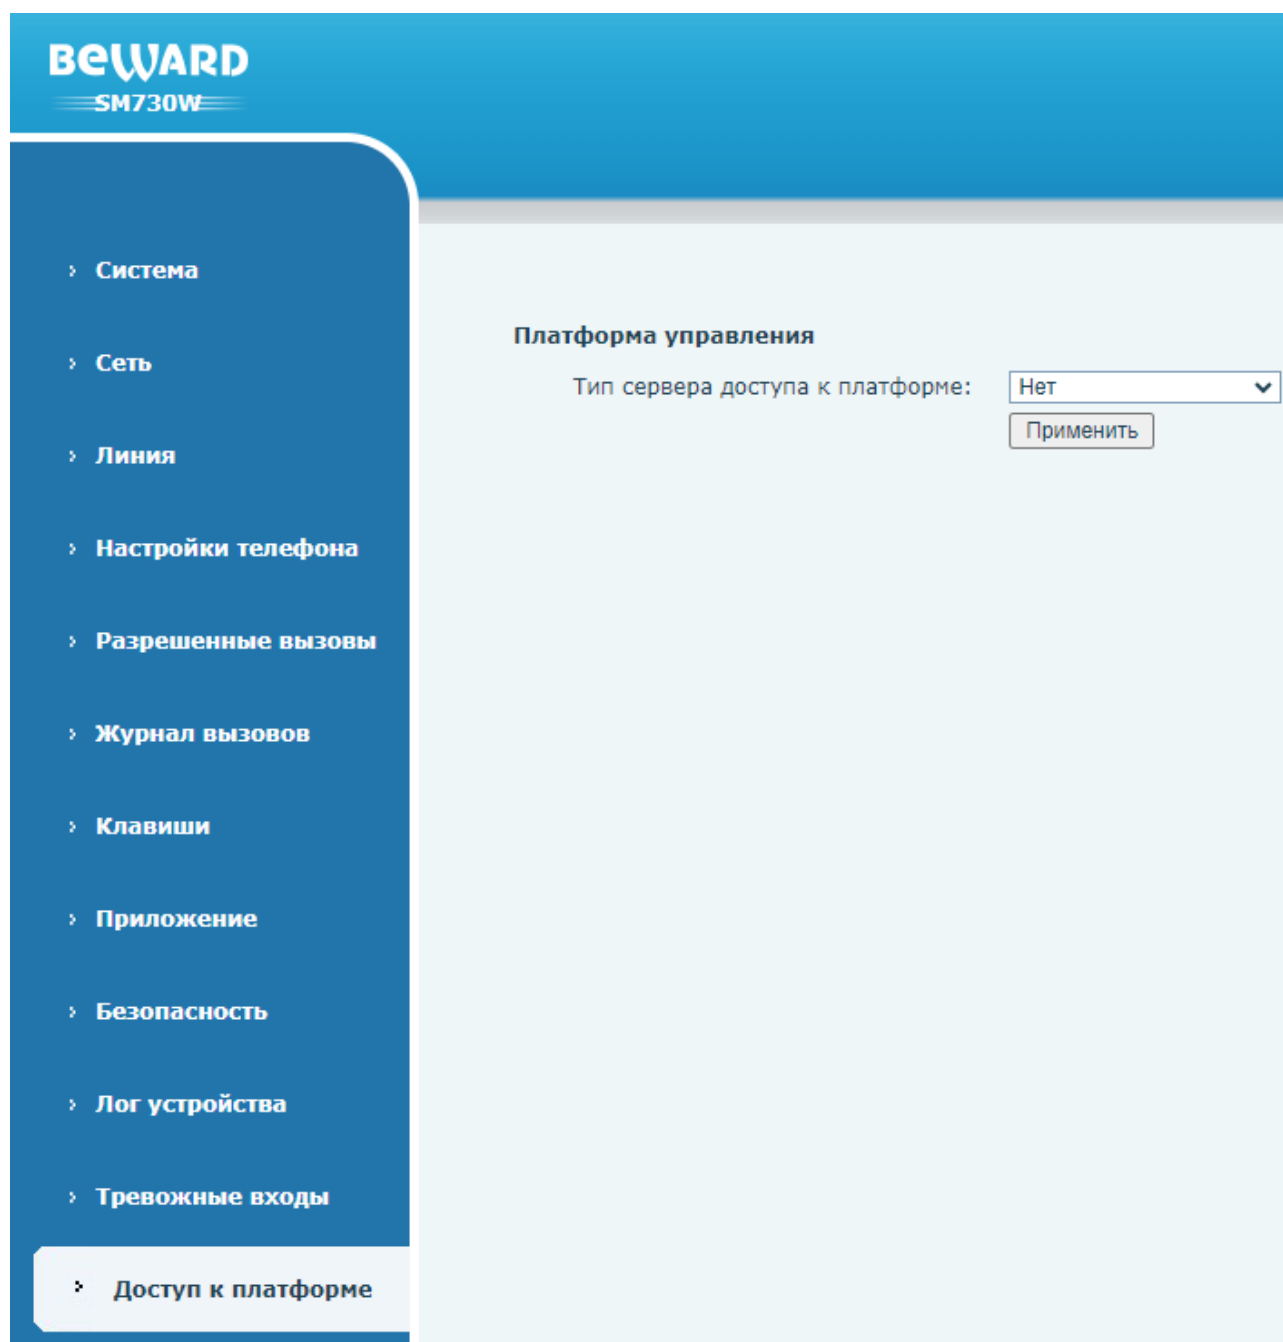 BEWARD
SM730W
Система
Сеть
Линия
Настройки телефона
Разрешенные вызовы
Журнал вызовов
Клавиши
Приложение
Безопасность
Лог устройства
Тревожные входы
Доступ к платформе
Платформа управления
Тип сервера доступа к платформе: Нет
Применить